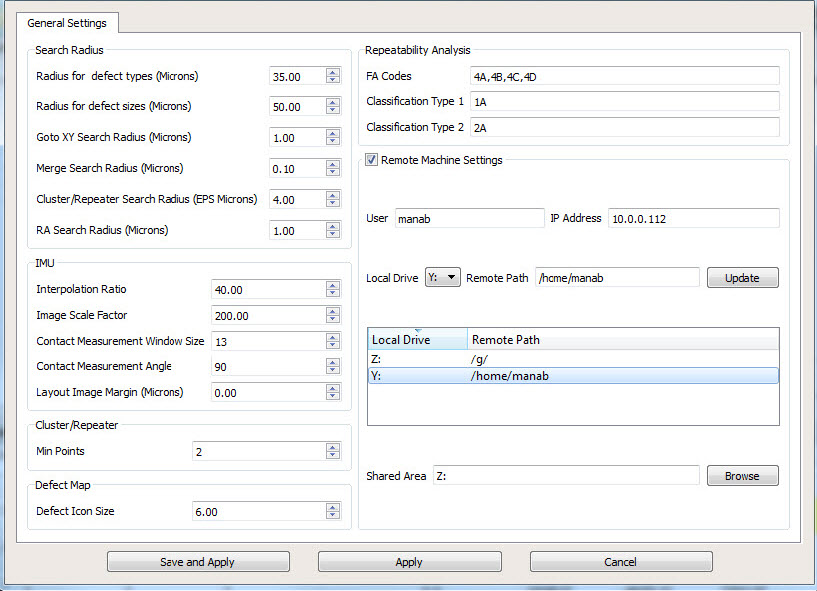 General Settings
Search Radius
Radius for defect types (Microns) 35.00
Radius for defect sizes (Microns) 50.00
Goto XY Search Radius (Microns) 1.00
Merge Search Radius (Microns) 0.10
Cluster/Repeater Search Radius (EPS Microns) 4.00
RA Search Radius (Microns) 1.00
IMU
Interpolation Ratio 40.00
Image Scale Factor 200.00
Contact Measurement Window Size 13
Contact Measurement Angle 90
Layout Image Margin (Microns) 0.00
Cluster/Repeater
Min Points 2
Defect Map
Defect Icon Size 6.00
Repeatability Analysis
FA Codes 4A,4B,4C,4D
Classification Type 1 1A
Classification Type 2 2A
Remote Machine Settings
User manab IP Address 10.0.0.112
Local Drive Y: Remote Path /home/manab Update
Local Drive Remote Path
Z: /g/
Y: /home/manab
Shared Area Z: Browse
Save and Apply Apply Cancel